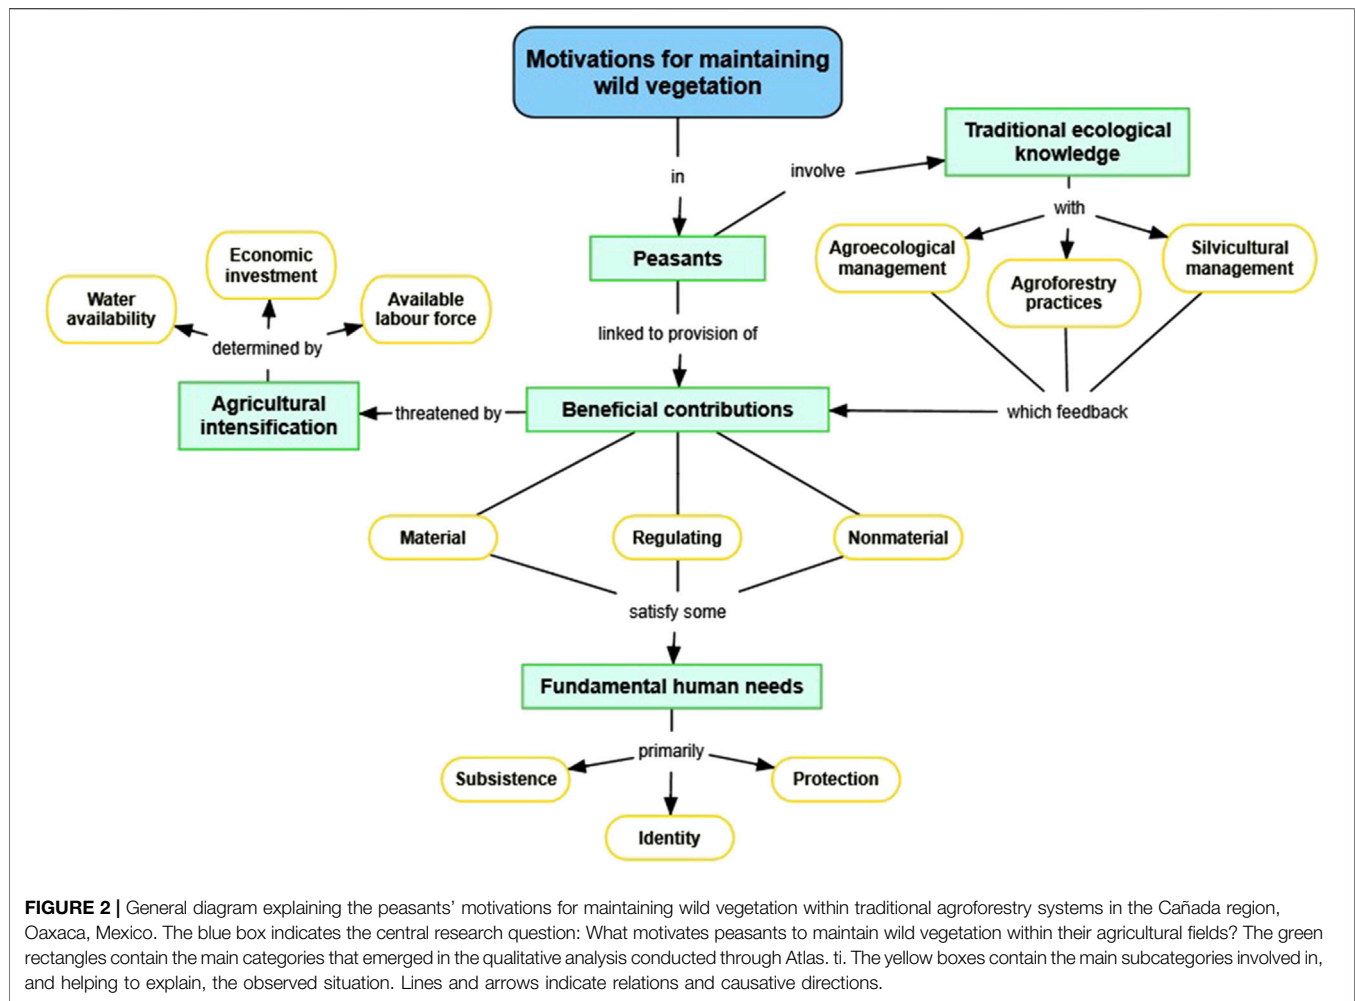 Motivations for maintaining
wild vegetation
in
involve
Traditional ecological
knowledge
with
Peasants
Agroecological
management
Agroforestry
practices
Silvicultural
management
Economic
investment
Water
availability
Available
labour force
determined by
linked to provision of
Agricultural
intensification
threatened by
Beneficial contributions
which feedback
Material
Regulating
Nonmaterial
satisfy some
Fundamental human needs
primarily
Subsistence
Protection
Identity
FIGURE 2 | General diagram explaining the peasants’ motivations for maintaining wild vegetation within traditional agroforestry systems in the Cañada region,
Oaxaca, Mexico. The blue box indicates the central research question: What motivates peasants to maintain wild vegetation within their agricultural fields? The green
rectangles contain the main categories that emerged in the qualitative analysis conducted through Atlas. ti. The yellow boxes contain the main subcategories involved in,
and helping to explain, the observed situation. Lines and arrows indicate relations and causative directions.